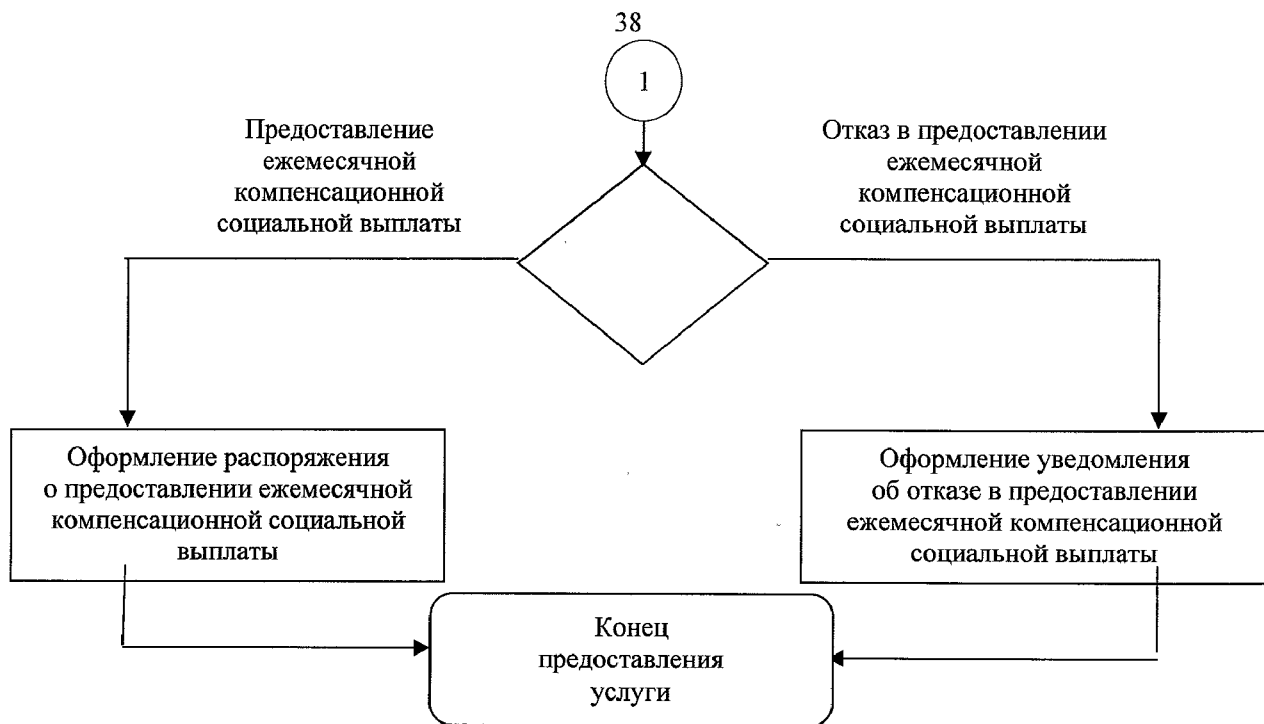 38
1
Предоставление
ежемесячной
компенсационной
социальной выплаты
Отказ в предоставлении
ежемесячной
компенсационной
социальной выплаты
Оформление распоряжения
о предоставлении ежемесячной
компенсационной социальной
выплаты
Оформление уведомления
об отказе в предоставлении
ежемесячной компенсационной
социальной выплаты
Конец
предоставления
услуги